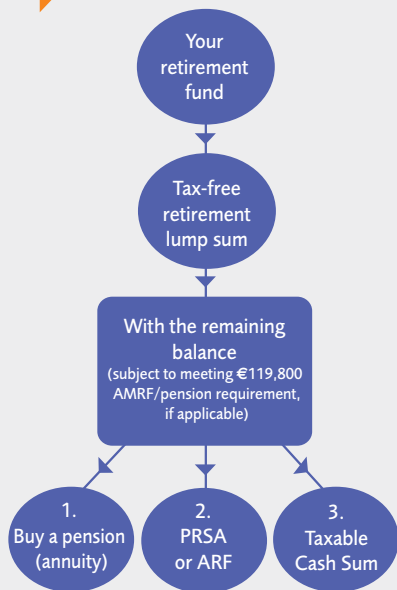 Your
retirement
fund
Tax-free
retirement
lump sum
With the remaining
balance
(subject to meeting €119,800
AMRF/pension requirement,
if applicable)
1.
Buy a pension
(annuity)
2.
PRSA
or ARF
3.
Taxable
Cash Sum